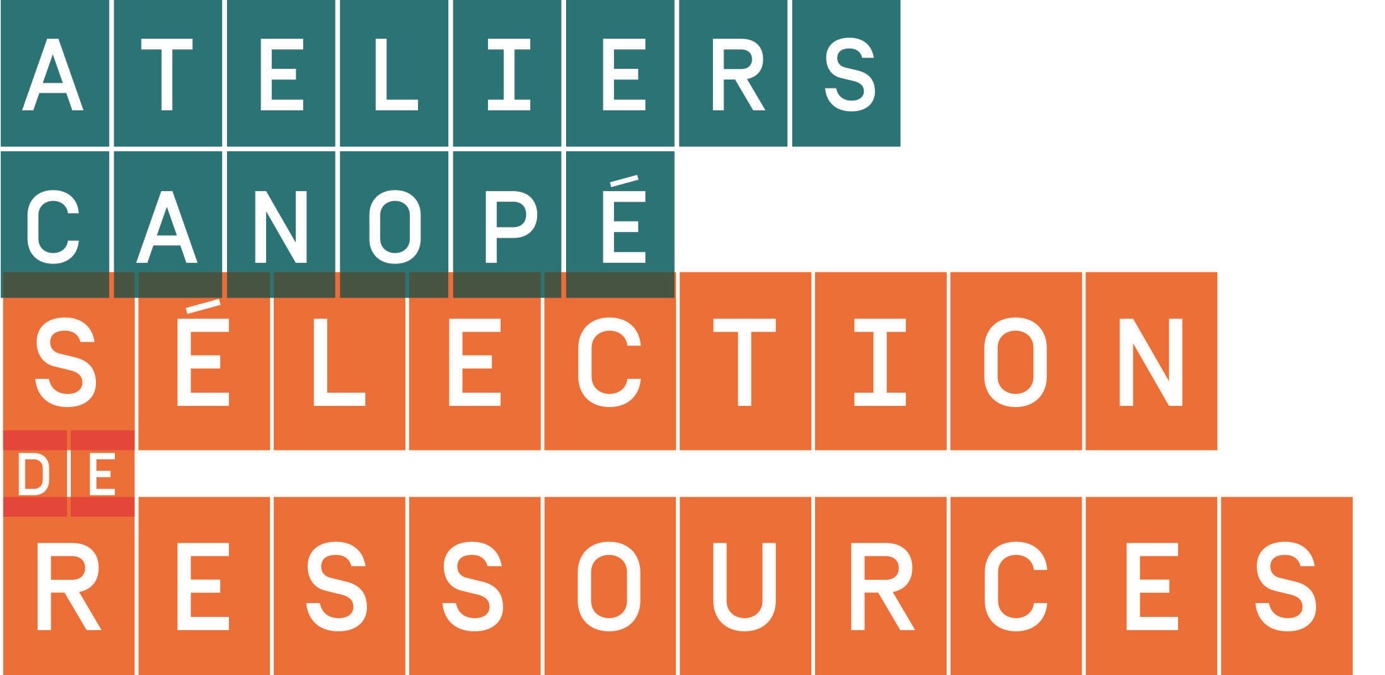 ATELIERS
CANOPÉ
SÉLECTION
DE
RESSOURCES